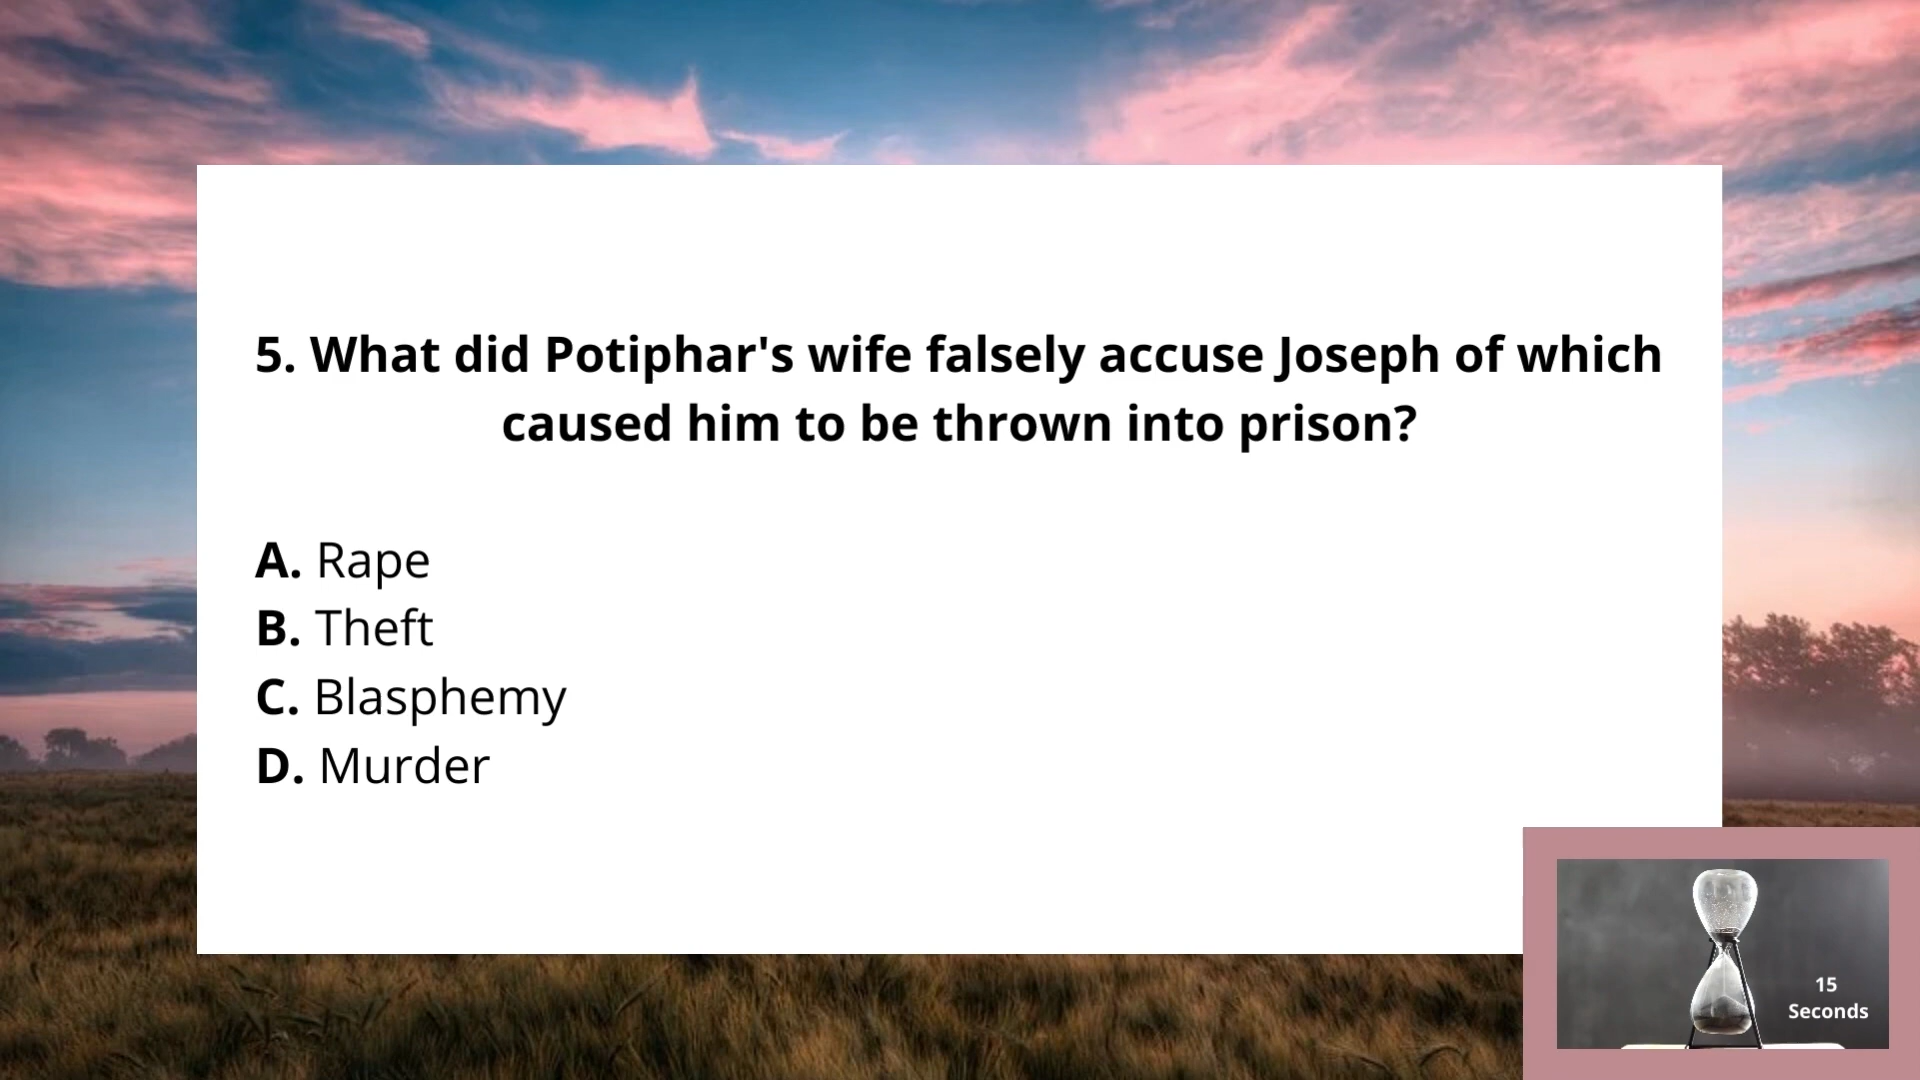 5. What did Potiphar's wife falsely accuse Joseph of which
caused him to be thrown into prison?
A. Rape
B. Theft
C. Blasphemy
D. Murder
15
Seconds